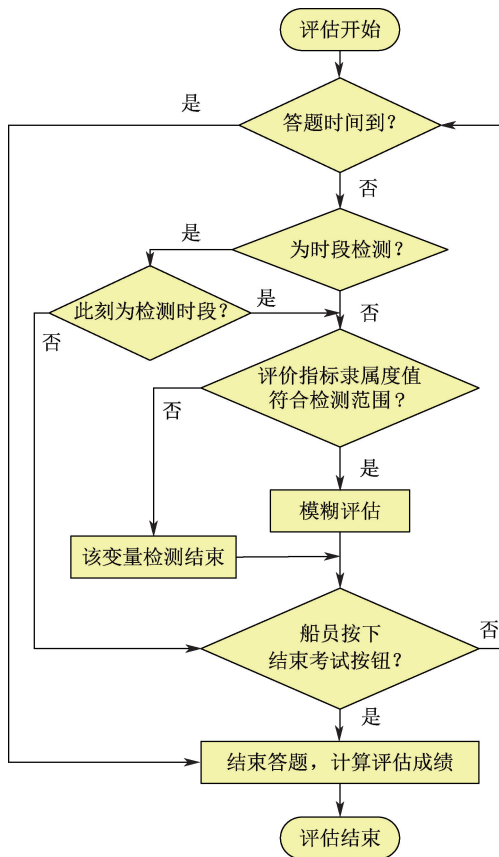 评估开始
是
答题时间到？
否
是
为时段检测？
此刻为检测时段？
是
否
否
评价指标隶属度值
符合检测范围？
否
是
模糊评估
该变量检测结束
船员按下
结束考试按钮？
否
是
结束答题，计算评估成绩
评估结束